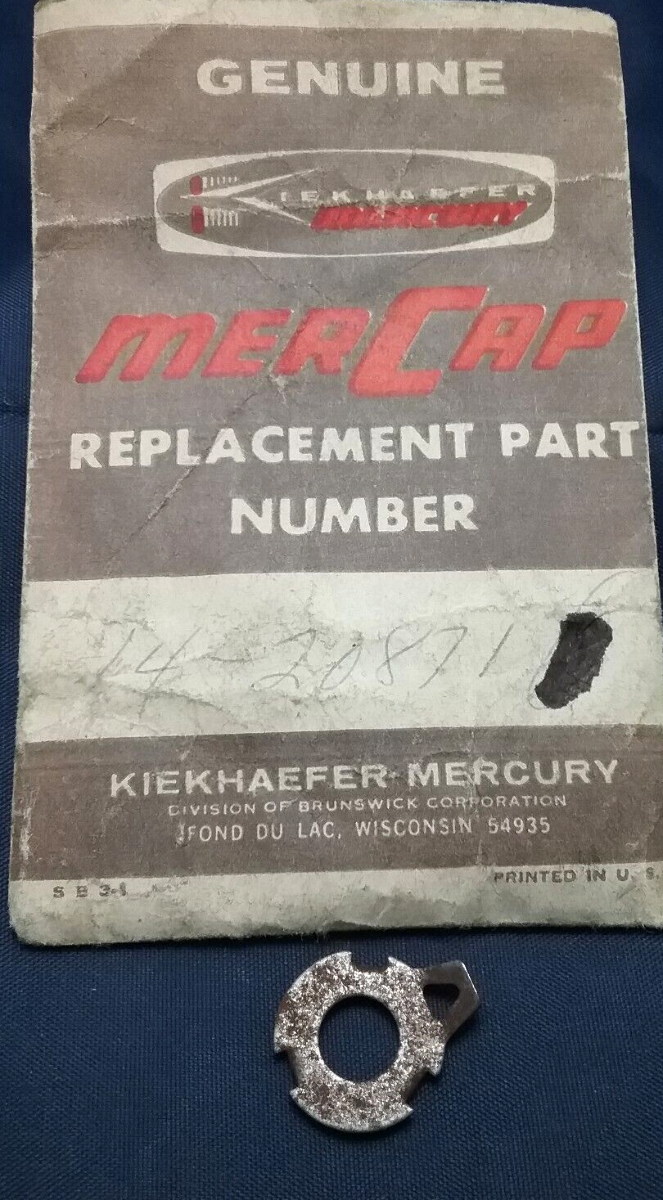 GENUINE
KIEKHAEFER
MERCURY
MERCAP
REPLACEMENT PART
NUMBER
14-20871
KIEKHAEFER MERCURY
DIVISION OF BRUNSWICK CORPORATION
FOND DU LAC, WISCONSIN 54935
S B 3-1
PRINTED IN U. S.